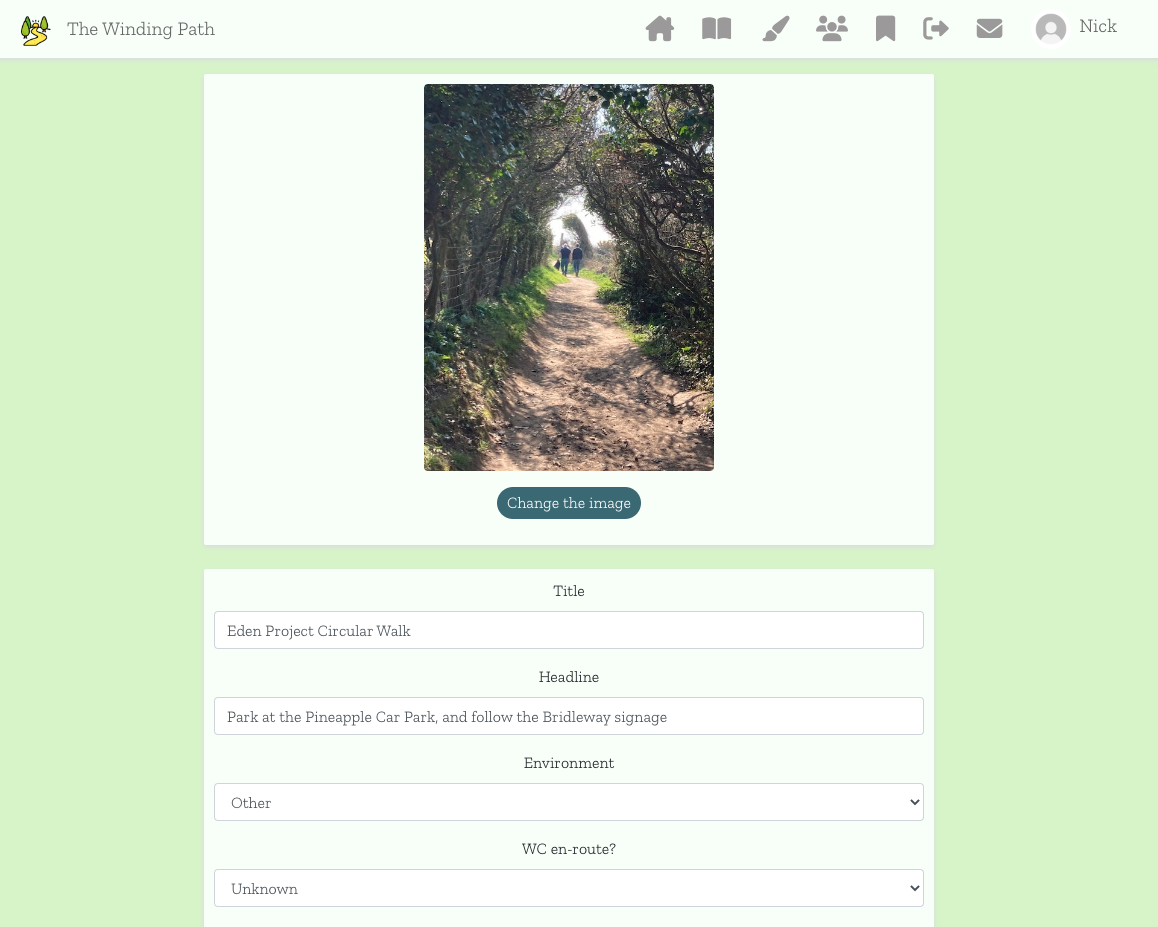 The Winding Path
Nick
Change the image
Title
Eden Project Circular Walk
Headline
Park at the Pineapple Car Park, and follow the Bridleway signage
Environment
Other
WC en-route?
Unknown